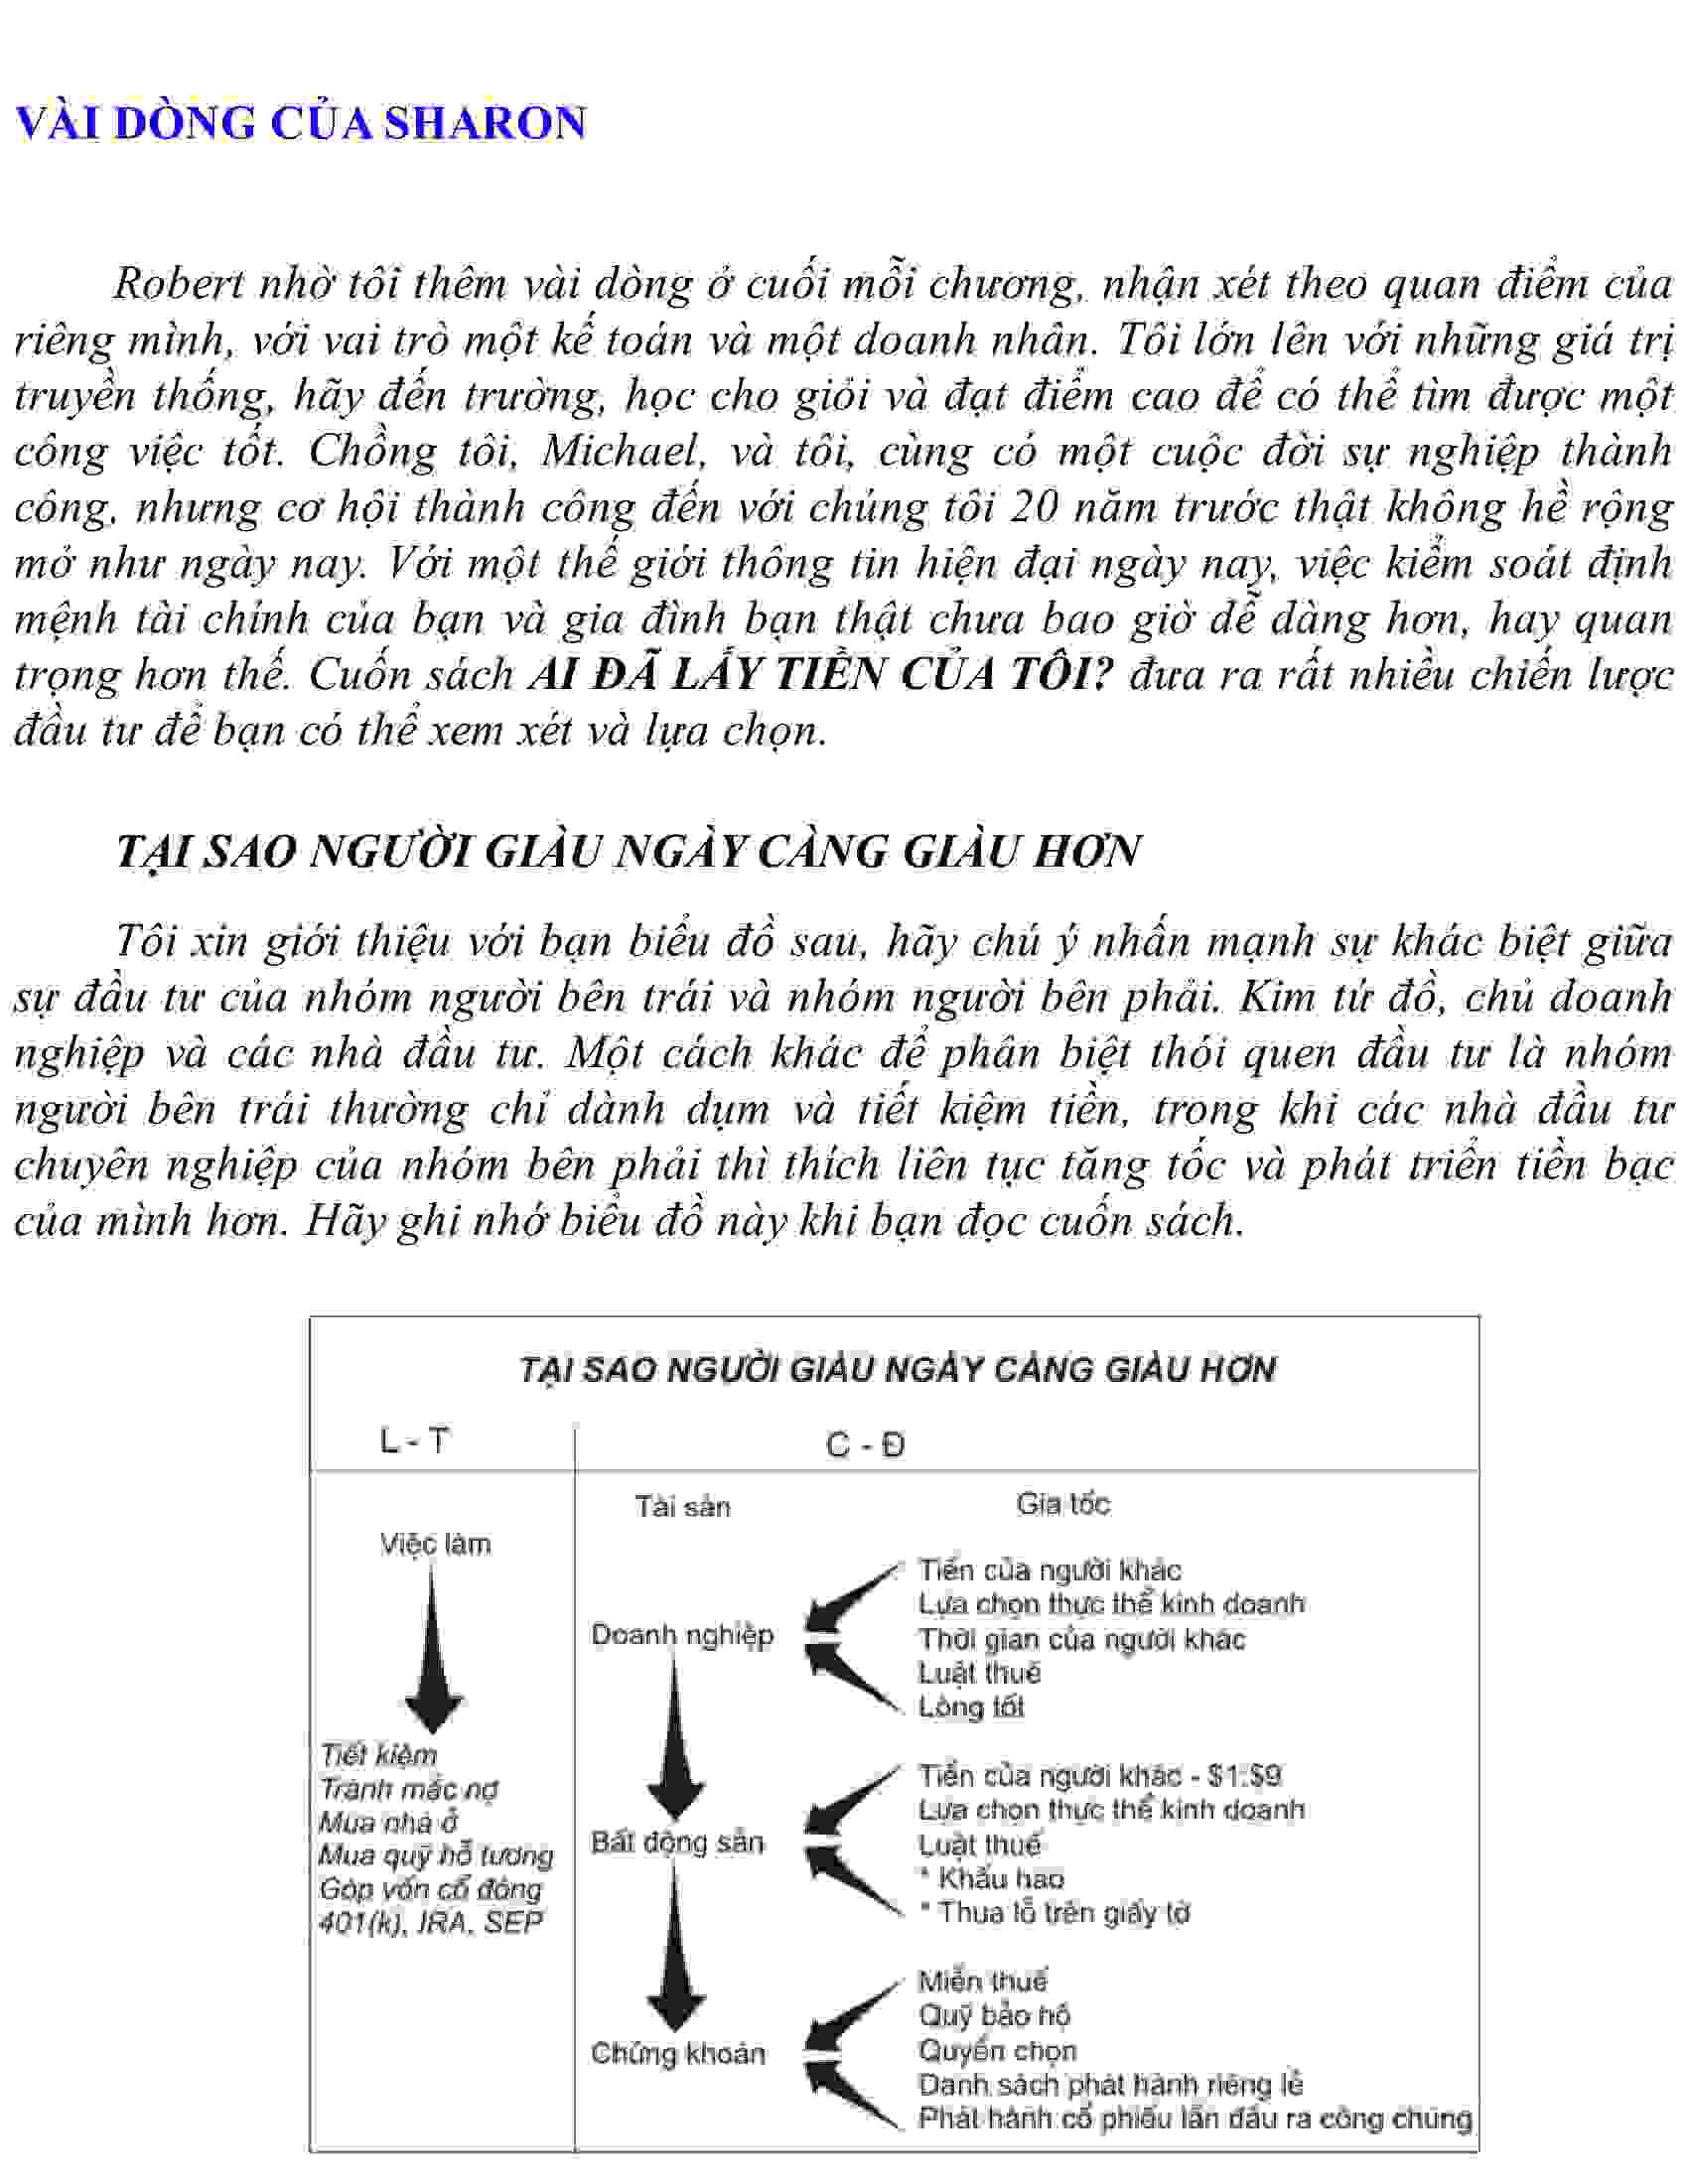 VÀI DÒNG CỦA SHARON
Robert nhờ tôi thêm vài dòng ở cuối mỗi chương, nhận xét theo quan điểm của
riêng mình, với vai trò một kế toán và một doanh nhân. Tôi lớn lên với những giá trị
truyền thống, hãy đến trường, học cho giỏi và đạt điểm cao để có thể tìm được một
công việc tốt. Chồng tôi, Michael, và tôi, cùng có một cuộc đời sự nghiệp thành
công, nhưng cơ hội thành công đến với chúng tôi 20 năm trước thật không hề rộng
mở như ngày nay. Với một thế giới thông tin hiện đại ngày nay, việc kiểm soát định
mệnh tài chính của bạn và gia đình bạn thật chưa bao giờ dễ dàng hơn, hay quan
trọng hơn thế. Cuốn sách AI ĐÃ LẤY TIỀN CỦA TÔI? đưa ra rất nhiều chiến lược
đầu tư để bạn có thể xem xét và lựa chọn.
TẠI SAO NGƯỜI GIÀU NGÀY CÀNG GIÀU HƠN
Tôi xin giới thiệu với bạn biểu đồ sau, hãy chú ý nhấn mạnh sự khác biệt giữa
sự đầu tư của nhóm người bên trái và nhóm người bên phải. Kim tứ đồ, chủ doanh
nghiệp và các nhà đầu tư. Một cách khác để phân biệt thói quen đầu tư là nhóm
người bên trái thường chỉ dành dụm và tiết kiệm tiền, trong khi các nhà đầu tư
chuyên nghiệp của nhóm bên phải thì thích liên tục tăng tốc và phát triển tiền bạc
của mình hơn. Hãy ghi nhớ biểu đồ này khi bạn đọc cuốn sách.
TẠI SAO NGƯỜI GIÀU NGÀY CÀNG GIÀU HƠN
L - T
C - Đ
Việc làm
Tiết kiệm
Tránh mắc nợ
Mua nhà ở
Mua quỹ hỗ tương
Góp vốn cổ đông
401(k), IRA, SEP
Tài sản
Gia tốc
Doanh nghiệp
Tiền của người khác
Lựa chọn thực thể kinh doanh
Thời gian của người khác
Luật thuế
Lòng tốt
Bất động sản
Tiền của người khác - $1:$9
Lựa chọn thực thể kinh doanh
Luật thuế
* Khấu hao
* Thua lỗ trên giấy tờ
Chứng khoán
Miễn thuế
Quỹ bảo hộ
Quyền chọn
Danh sách phát hành riêng lẻ
Phát hành cổ phiếu lần đầu ra công chúng